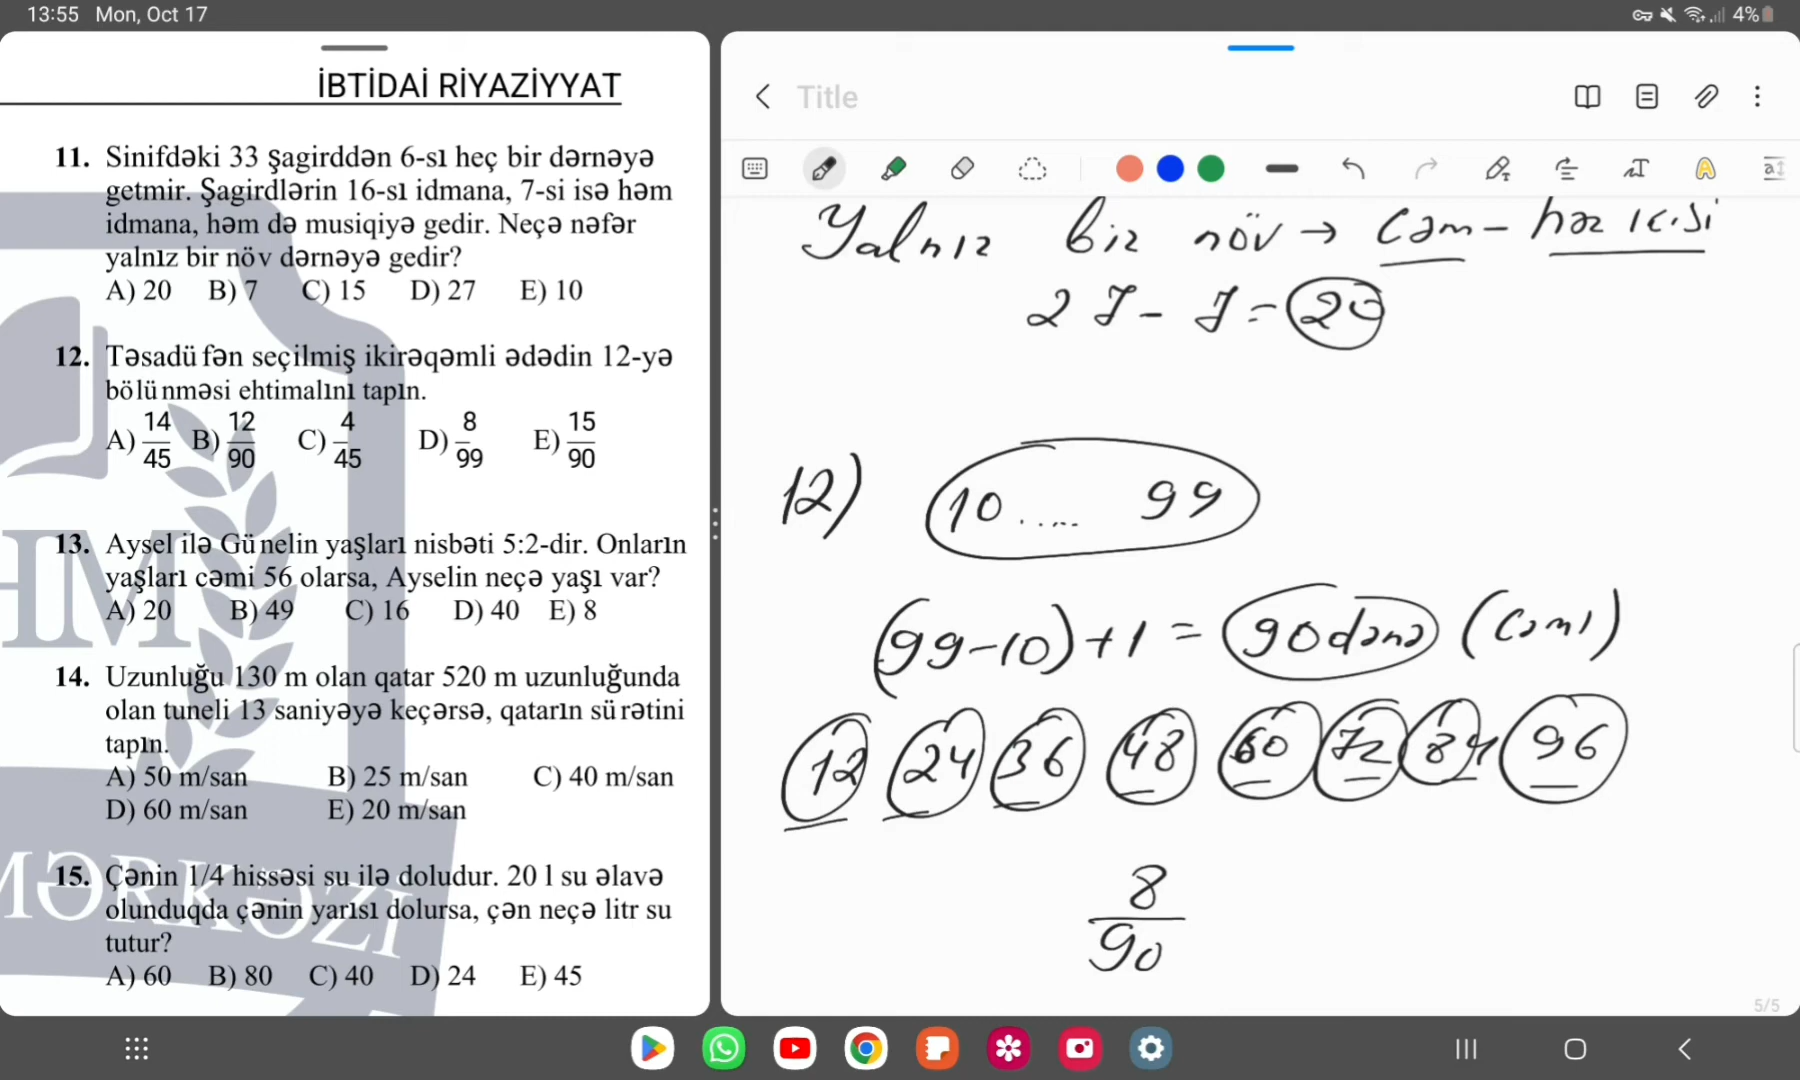 13:55 Mon, Oct 17
4%
İBTİDAİ RİYAZİYYAT
11. Sinifdəki 33 şagirddən 6-sı heç bir dərnəyə
getmir. Şagirdlərin 16-sı idmana, 7-si isə həm
idmana, həm də musiqiyə gedir. Neçə nəfər
yalnız bir növ dərnəyə gedir?
A) 20 B) 7 C) 15 D) 27 E) 10
12. Təsadüfən seçilmiş ikirəqəmli ədədin 12-yə
bölünməsi ehtimalını tapın.
A) 14/45 B) 12/90 C) 4/45 D) 8/99 E) 15/90
13. Aysel ilə Günelin yaşları nisbəti 5:2-dir. Onların
yaşları cəmi 56 olarsa, Ayselin neçə yaşı var?
A) 20 B) 49 C) 16 D) 40 E) 8
14. Uzunluğu 130 m olan qatar 520 m uzunluğunda
olan tuneli 13 saniyəyə keçərsə, qatarın sürətini
tapın.
A) 50 m/san B) 25 m/san C) 40 m/san
D) 60 m/san E) 20 m/san
15. Çənin 1/4 hissəsi su ilə doludur. 20 l su əlavə
olunduqda çənin yarısı dolursa, çən neçə litr su
tutur?
A) 60 B) 80 C) 40 D) 24 E) 45
HM
MƏRKƏZİ
Title
Yalnız bir növ → Cəm - hər ikisi
27 - 7 = 20
12) 10..... 99
(99-10)+1 = 90 dənə (cəmi)
12 24 36 48 60 72 84 96
8/90
5/5